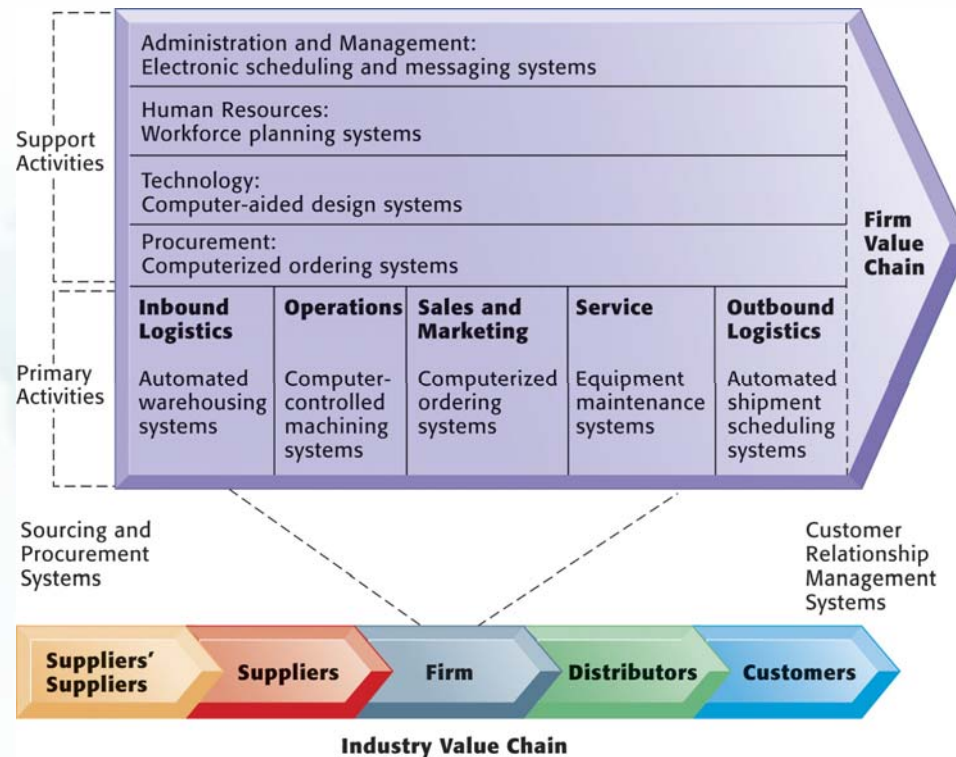 Administration and Management:
Electronic scheduling and messaging systems
Human Resources:
Workforce planning systems
Support
Activities
Technology:
Computer-aided design systems
Procurement:
Computerized ordering systems
Firm
Value
Chain
Primary
Activities
Inbound
Logistics
Automated
warehousing
systems
Operations
Computer-
controlled
machining
systems
Sales and
Marketing
Computerized
ordering
systems
Service
Equipment
maintenance
systems
Outbound
Logistics
Automated
shipment
scheduling
systems
Sourcing and
Procurement
Systems
Customer
Relationship
Management
Systems
Suppliers’
Suppliers
Suppliers
Firm
Distributors
Customers
Industry Value Chain